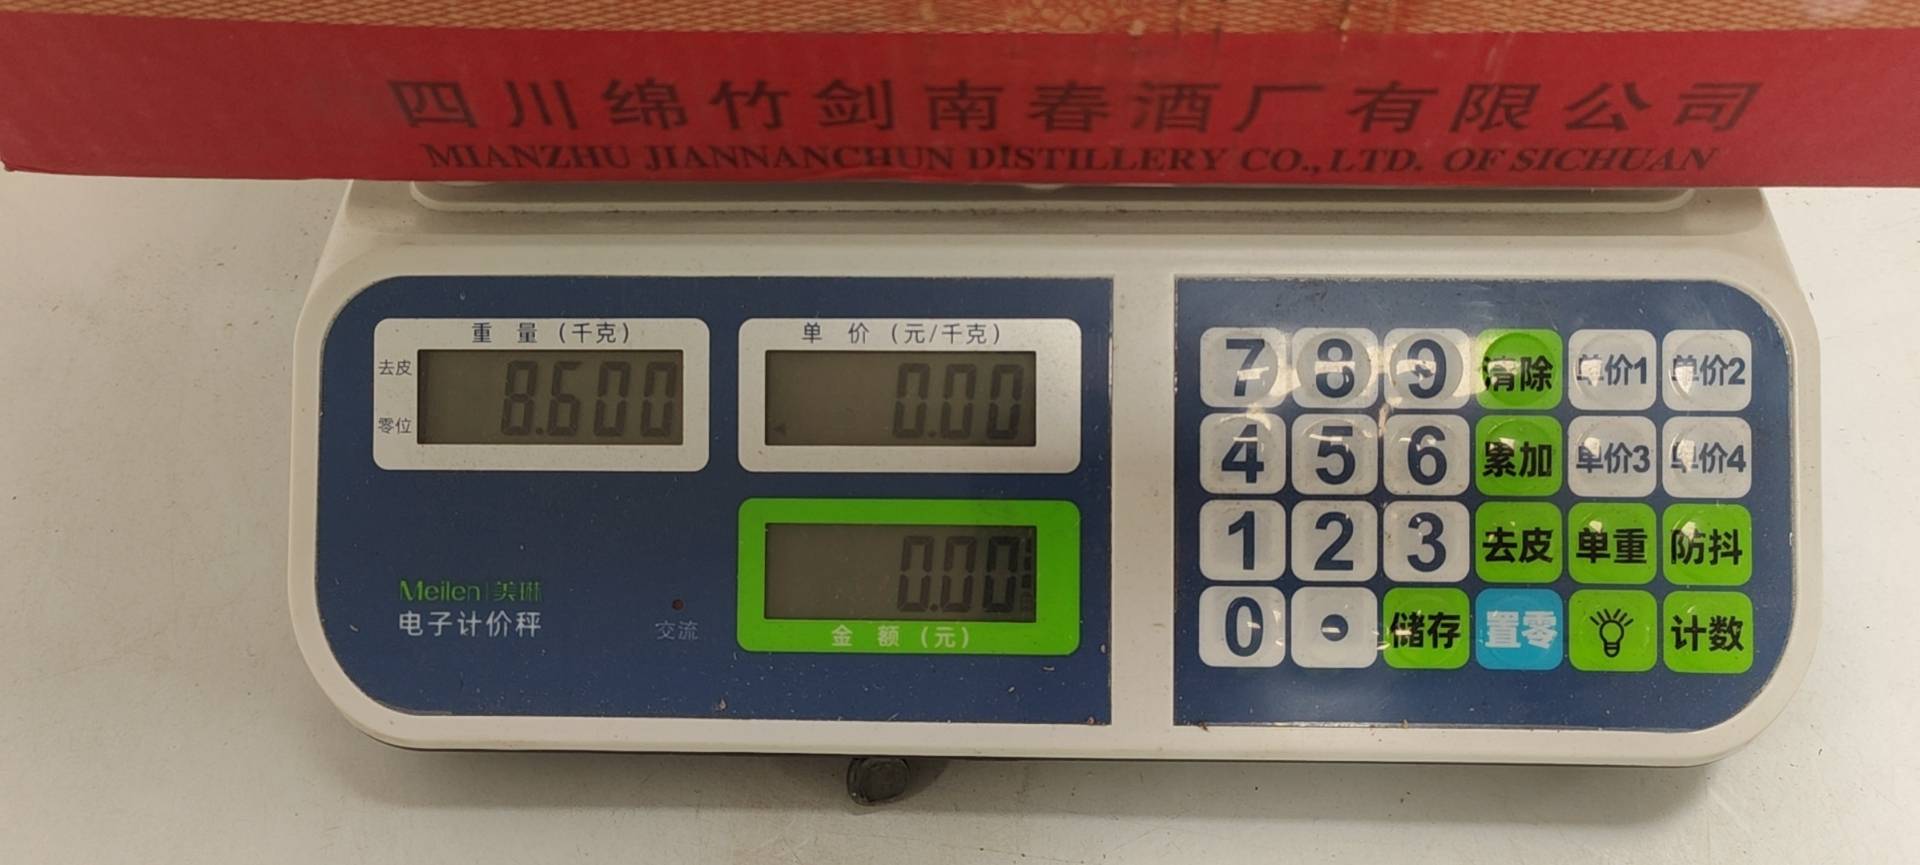 四川绵竹剑南春酒厂有限公司
MIANZHU JIANNANCHUN DISTILLERY CO.,LTD. OF SICHUAN
重 量 (千克)
去皮
零位
8.600
单 价 (元/千克)
0.00
0.00
金 额 (元)
Meilen|美琳
电子计价秤
交流
7 8 9 清除 单价1 单价2
4 5 6 累加 单价3 单价4
1 2 3 去皮 单重 防抖
0 · 储存 置零 计数